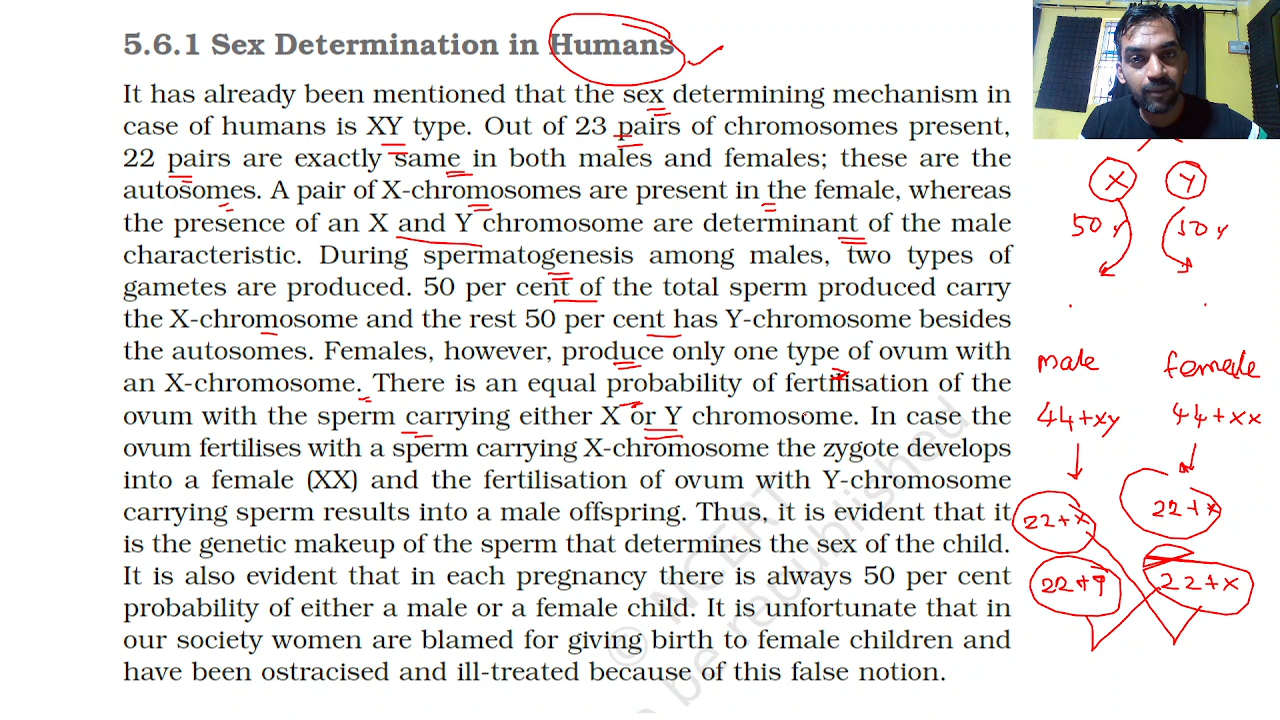 5.6.1 Sex Determination in Humans
It has already been mentioned that the sex determining mechanism in
case of humans is XY type. Out of 23 pairs of chromosomes present,
22 pairs are exactly same in both males and females; these are the
autosomes. A pair of X-chromosomes are present in the female, whereas
the presence of an X and Y chromosome are determinant of the male
characteristic. During spermatogenesis among males, two types of
gametes are produced. 50 per cent of the total sperm produced carry
the X-chromosome and the rest 50 per cent has Y-chromosome besides
the autosomes. Females, however, produce only one type of ovum with
an X-chromosome. There is an equal probability of fertilisation of the
ovum with the sperm carrying either X or Y chromosome. In case the
ovum fertilises with a sperm carrying X-chromosome the zygote develops
into a female (XX) and the fertilisation of ovum with Y-chromosome
carrying sperm results into a male offspring. Thus, it is evident that it
is the genetic makeup of the sperm that determines the sex of the child.
It is also evident that in each pregnancy there is always 50 per cent
probability of either a male or a female child. It is unfortunate that in
our society women are blamed for giving birth to female children and
have been ostracised and ill-treated because of this false notion.
© NCERT
be republished
X Y
50 50
male female
44+xy 44+xx
22+x 22+x
22+y 22+x